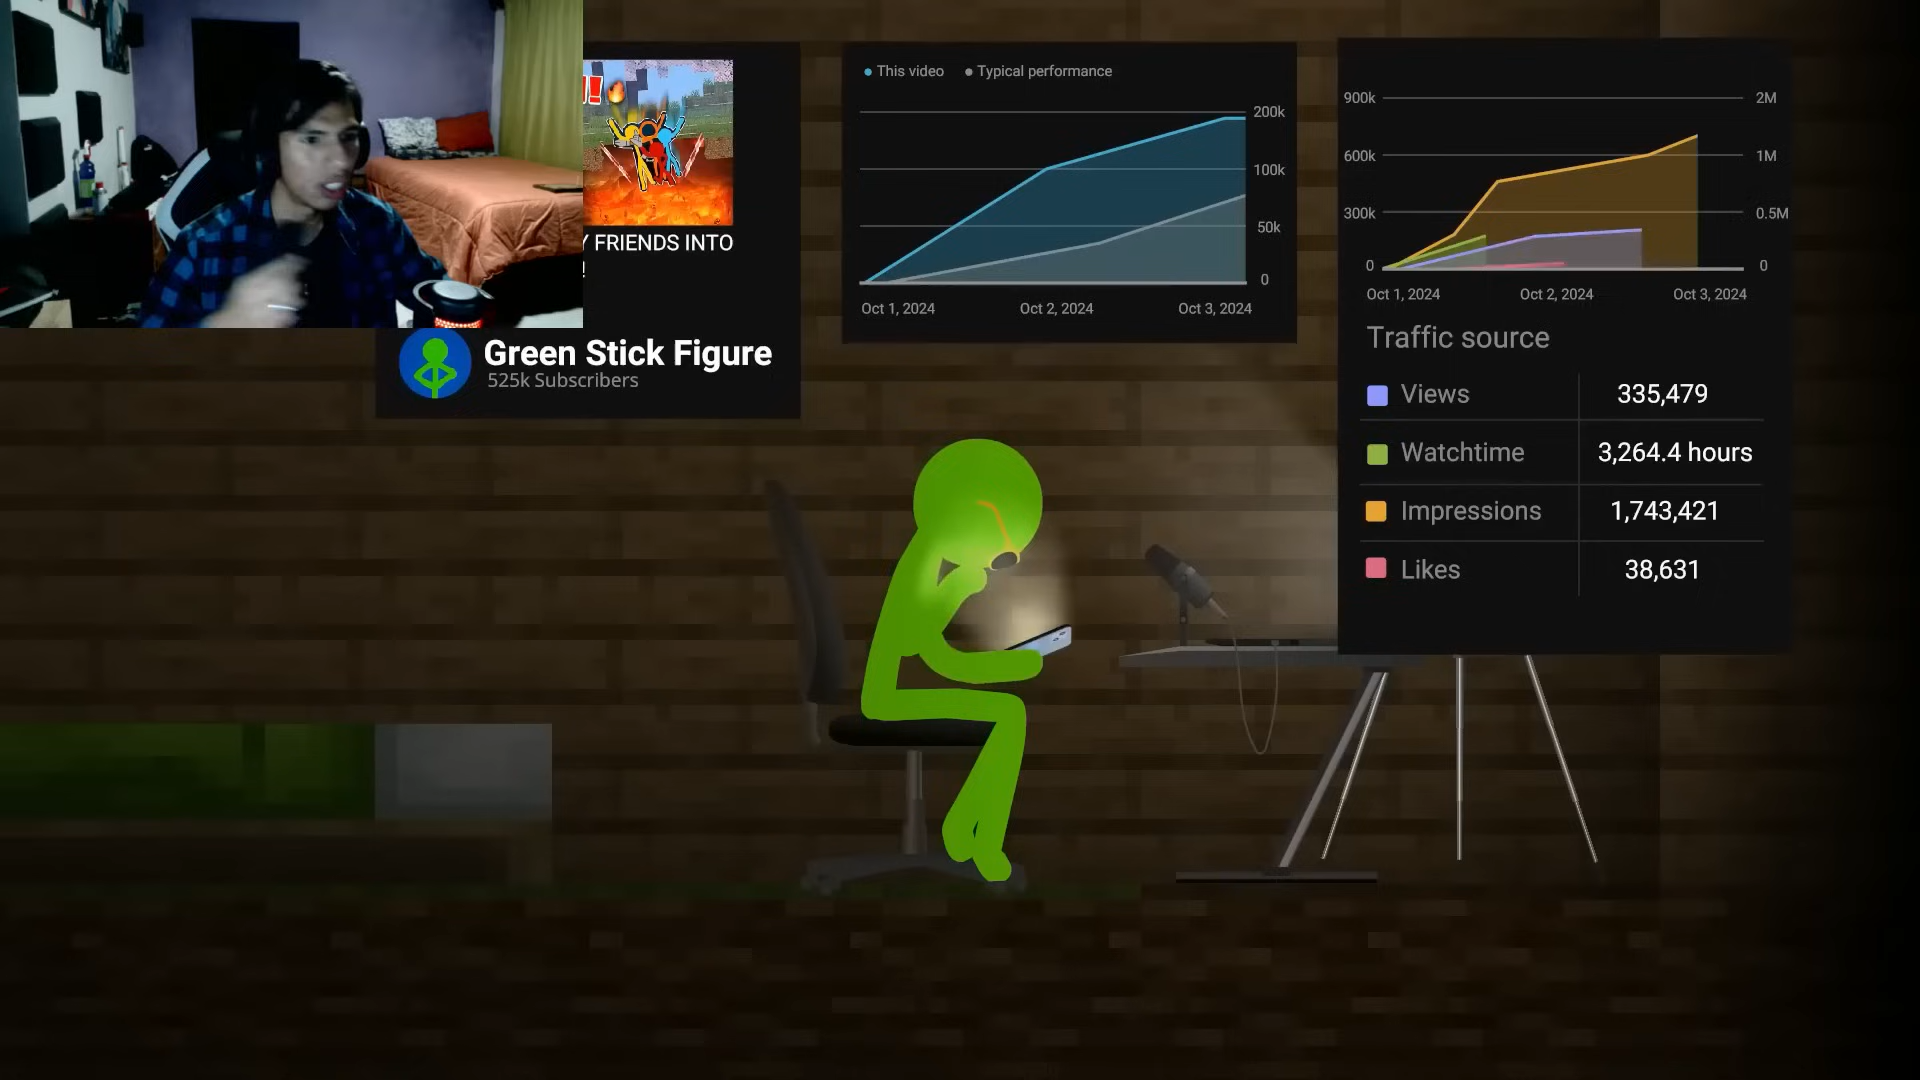 !
Y FRIENDS INTO
!
Green Stick Figure
525k Subscribers
This video Typical performance
200k
100k
50k
0
Oct 1, 2024 Oct 2, 2024 Oct 3, 2024
900k 2M
600k 1M
300k 0.5M
0 0
Oct 1, 2024 Oct 2, 2024 Oct 3, 2024
Traffic source
Views 335,479
Watchtime 3,264.4 hours
Impressions 1,743,421
Likes 38,631